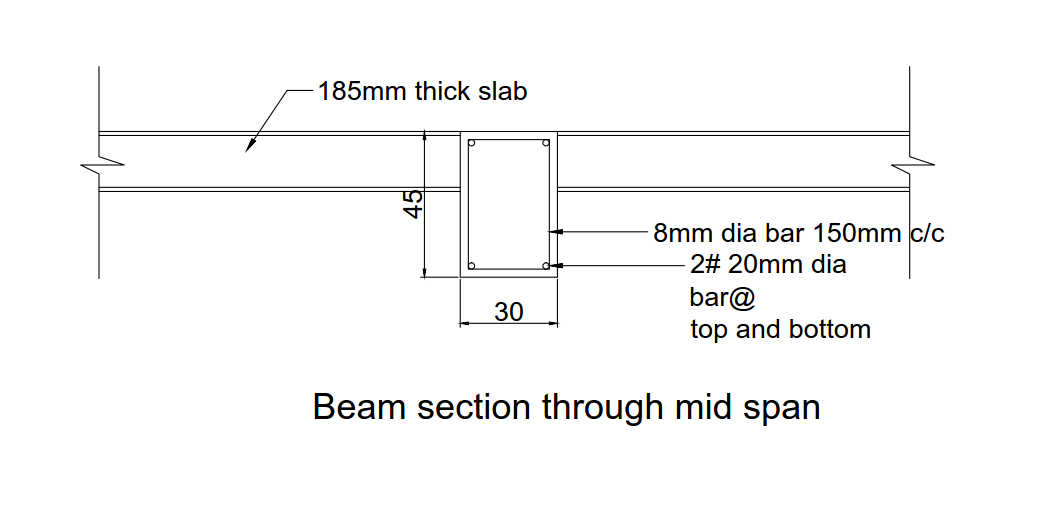 185mm thick slab
45
8mm dia bar 150mm c/c
2# 20mm dia
bar@
top and bottom
30
Beam section through mid span